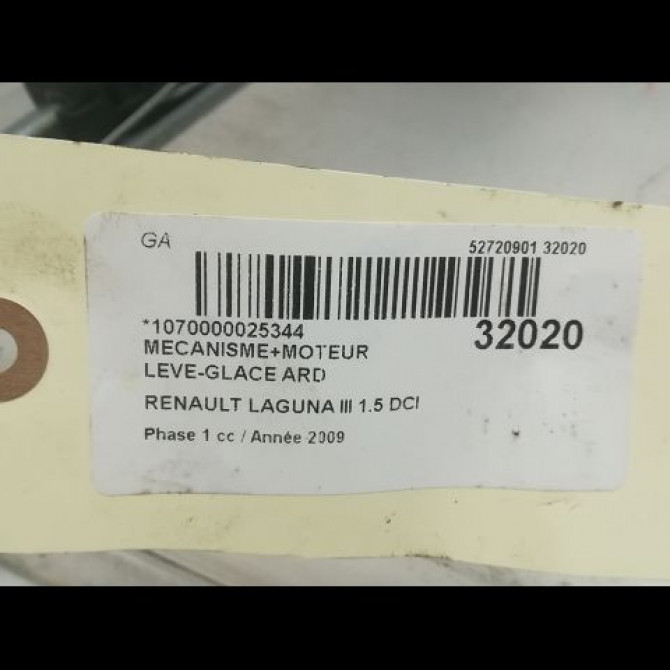 GA
52720901 32020
*1070000025344
32020
MECANISME+MOTEUR
LEVE-GLACE ARD
RENAULT LAGUNA III 1.5 DCI
Phase 1 cc / Année 2009